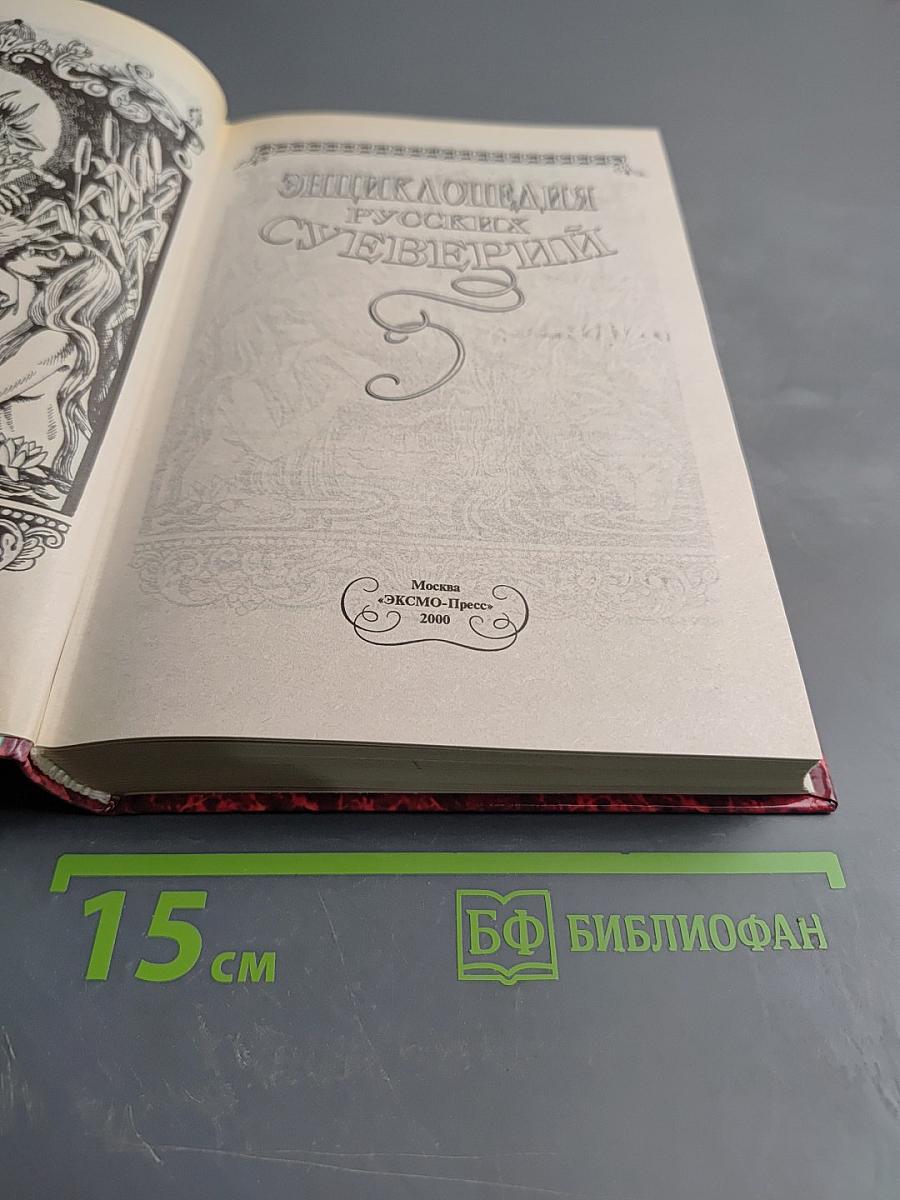 ЭНЦИКЛОПЕДИЯ
РУССКИХ
СУЕВЕРИЙ
Москва
«ЭКСМО-Пресс»
2000
15 см
БФ БИБЛИОФАН